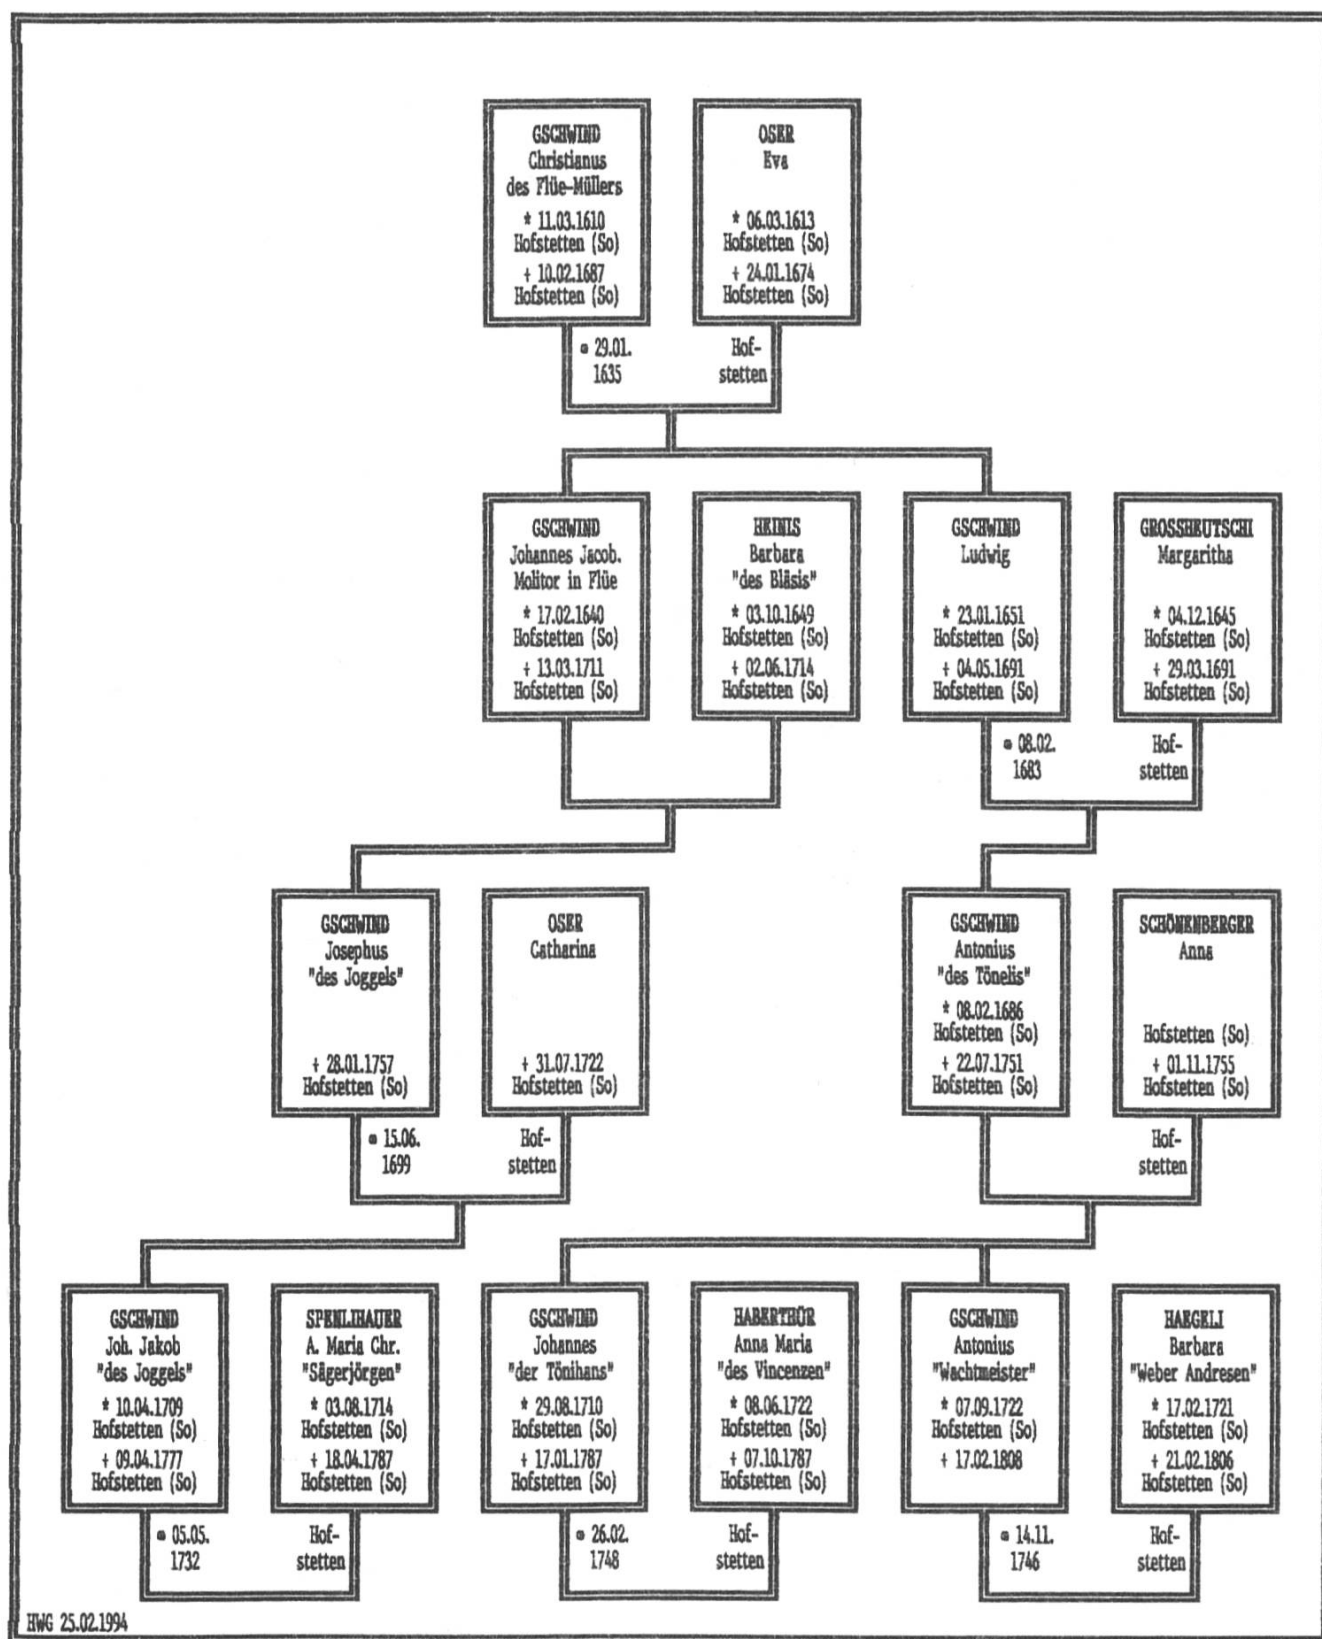 GSCHWIND
Christianus
des Flüe-Müllers
* 11.03.1610
Hofstetten (So)
+ 10.02.1687
Hofstetten (So)
OSER
Eva
* 06.03.1613
Hofstetten (So)
+ 24.01.1674
Hofstetten (So)
⚭ 29.01.
1635
Hof-
stetten
GSCHWIND
Johannes Jacob.
Molitor in Flüe
* 17.02.1640
Hofstetten (So)
+ 13.03.1711
Hofstetten (So)
HEINIS
Barbara
"des Bläsis"
* 03.10.1649
Hofstetten (So)
+ 02.06.1714
Hofstetten (So)
GSCHWIND
Ludwig
* 23.01.1651
Hofstetten (So)
+ 04.05.1691
Hofstetten (So)
GROSSHEUTSCHI
Margaritha
* 04.12.1645
Hofstetten (So)
+ 29.03.1691
Hofstetten (So)
⚭ 08.02.
1683
Hof-
stetten
GSCHWIND
Josephus
"des Joggels"
+ 28.01.1757
Hofstetten (So)
OSER
Catharina
+ 31.07.1722
Hofstetten (So)
GSCHWIND
Antonius
"des Tönelis"
* 08.02.1686
Hofstetten (So)
+ 22.07.1751
Hofstetten (So)
SCHÖNENBERGER
Anna
Hofstetten (So)
+ 01.11.1755
Hofstetten (So)
⚭ 15.06.
1699
Hof-
stetten
Hof-
stetten
GSCHWIND
Joh. Jakob
"des Joggels"
* 10.04.1709
Hofstetten (So)
+ 09.04.1777
Hofstetten (So)
SPENLIHAUER
A. Maria Chr.
"Sägerjörgen"
* 03.08.1714
Hofstetten (So)
+ 18.04.1787
Hofstetten (So)
GSCHWIND
Johannes
"der Tönihans"
* 29.08.1710
Hofstetten (So)
+ 17.01.1787
Hofstetten (So)
HABERTHÜR
Anna Maria
"des Vincenzen"
* 08.06.1722
Hofstetten (So)
+ 07.10.1787
Hofstetten (So)
GSCHWIND
Antonius
"Wachtmeister"
* 07.09.1722
Hofstetten (So)
+ 17.02.1808
HAEGELI
Barbara
"Weber Andresen"
* 17.02.1721
Hofstetten (So)
+ 21.02.1806
Hofstetten (So)
⚭ 05.05.
1732
Hof-
stetten
⚭ 26.02.
1748
Hof-
stetten
⚭ 14.11.
1746
Hof-
stetten
HWG 25.02.1994